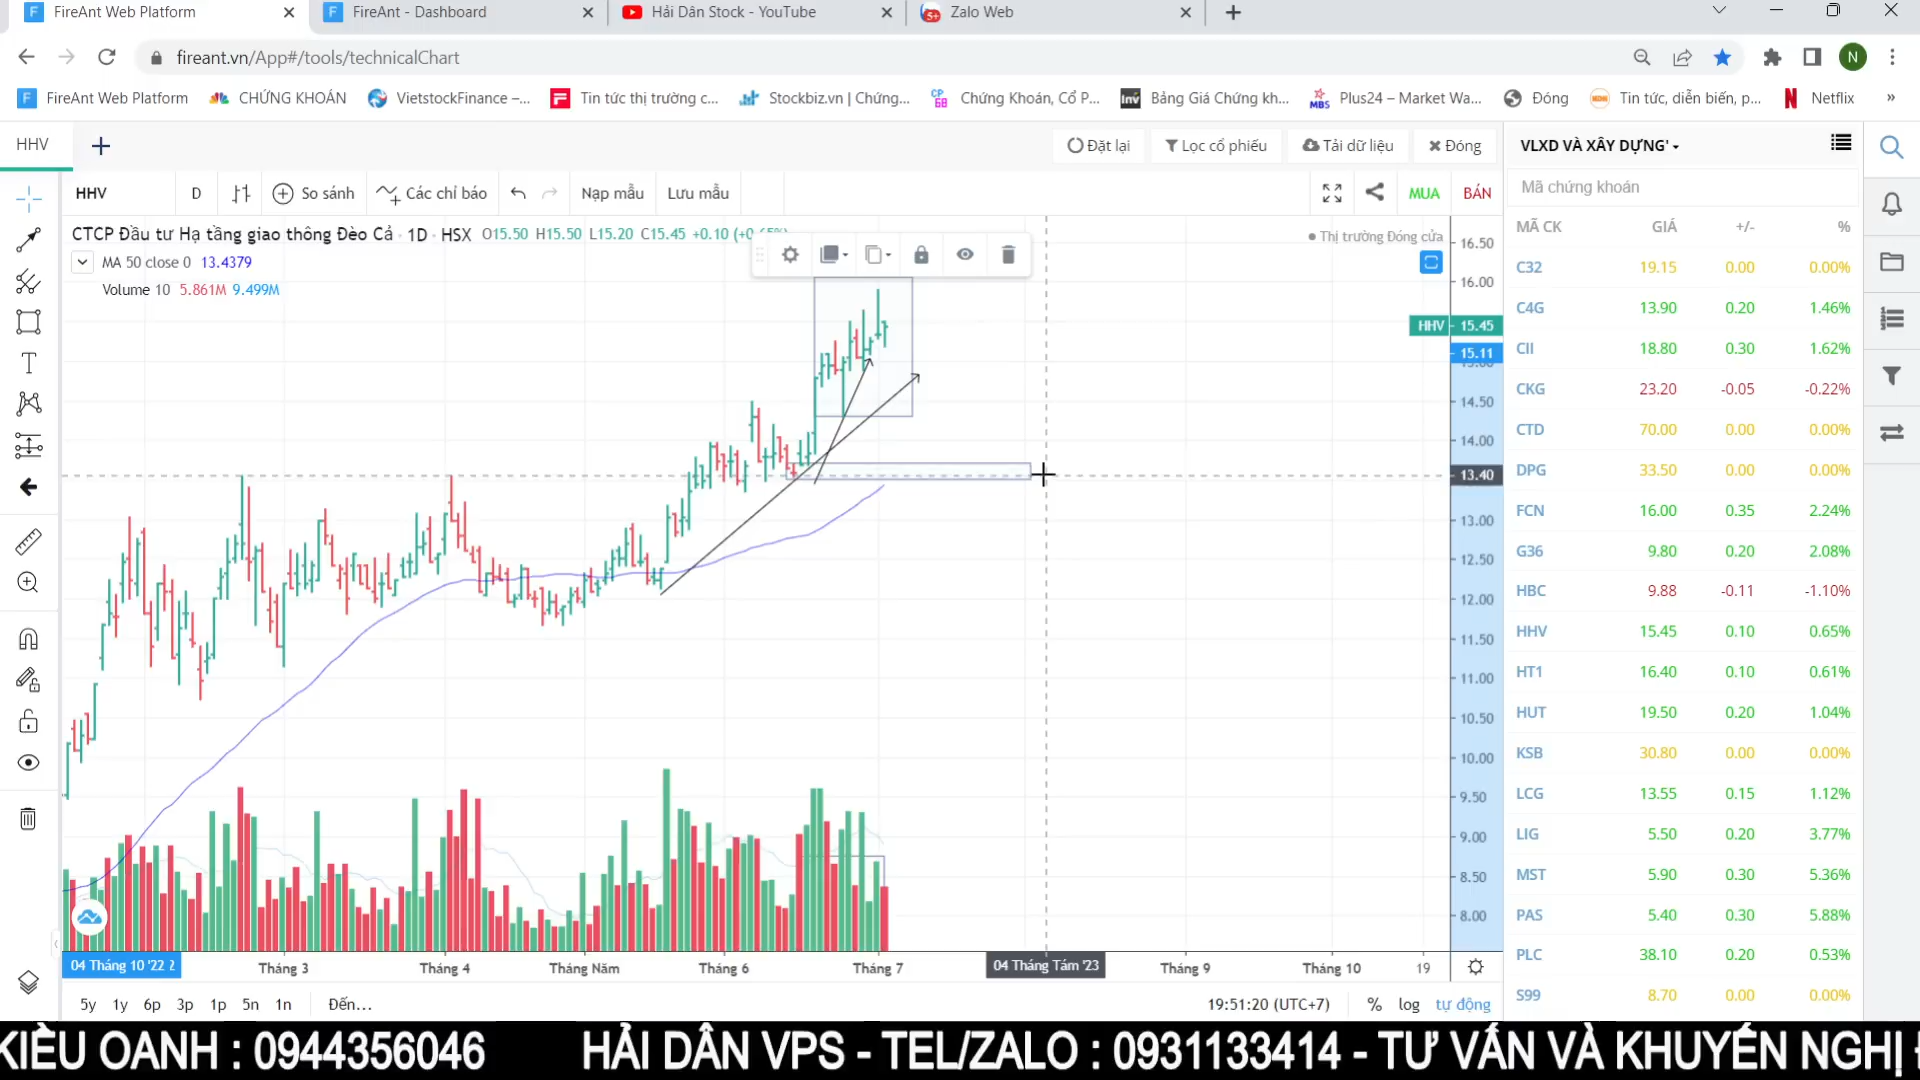 FireAnt Web Platform
FireAnt - Dashboard
Hải Dân Stock - YouTube
Zalo Web
fireant.vn/App#/tools/technicalChart
N
FireAnt Web Platform
CHỨNG KHOÁN
VietstockFinance –...
Tin tức thị trường c...
Stockbiz.vn | Chứng...
Chứng Khoán, Cổ P...
Bảng Giá Chứng kh...
Plus24 – Market Wa...
Đóng
Tin tức, diễn biến, p...
Netflix
»
HHV
Đặt lại
Lọc cổ phiếu
Tải dữ liệu
Đóng
VLXD VÀ XÂY DỰNG'
HHV
D
So sánh
Các chỉ báo
Nạp mẫu
Lưu mẫu
MUA
BÁN
Mã chứng khoán
CTCP Đầu tư Hạ tầng giao thông Đèo Cả · 1D · HSX O15.50 H15.50 L15.20 C15.45 +0.10
Thị trường Đóng cửa
MA 50 close 0 13.4379
Volume 10 5.861M 9.499M
MÃ CK GIÁ +/- %
C32 19.15 0.00 0.00%
C4G 13.90 0.20 1.46%
CII 18.80 0.30 1.62%
CKG 23.20 -0.05 -0.22%
CTD 70.00 0.00 0.00%
DPG 33.50 0.00 0.00%
FCN 16.00 0.35 2.24%
G36 9.80 0.20 2.08%
HBC 9.88 -0.11 -1.10%
HHV 15.45 0.10 0.65%
HT1 16.40 0.10 0.61%
HUT 19.50 0.20 1.04%
KSB 30.80 0.00 0.00%
LCG 13.55 0.15 1.12%
LIG 5.50 0.20 3.77%
MST 5.90 0.30 5.36%
PAS 5.40 0.30 5.88%
PLC 38.10 0.20 0.53%
S99 8.70 0.00 0.00%
16.50
16.00
HHV 15.45
15.11
14.50
14.00
13.40
13.00
12.50
12.00
11.50
11.00
10.50
10.00
9.50
9.00
8.50
8.00
04 Tháng 10 '22
Tháng 3
Tháng 4
Tháng Năm
Tháng 6
Tháng 7
04 Tháng Tám '23
Tháng 9
Tháng 10
19
5y 1y 6p 3p 1p 5n 1n Đến...
19:51:20 (UTC+7) % log tự động
KIỀU OANH : 0944356046 HẢI DÂN VPS - TEL/ZALO : 0931133414 - TƯ VẤN VÀ KHUYẾN NGHỊ